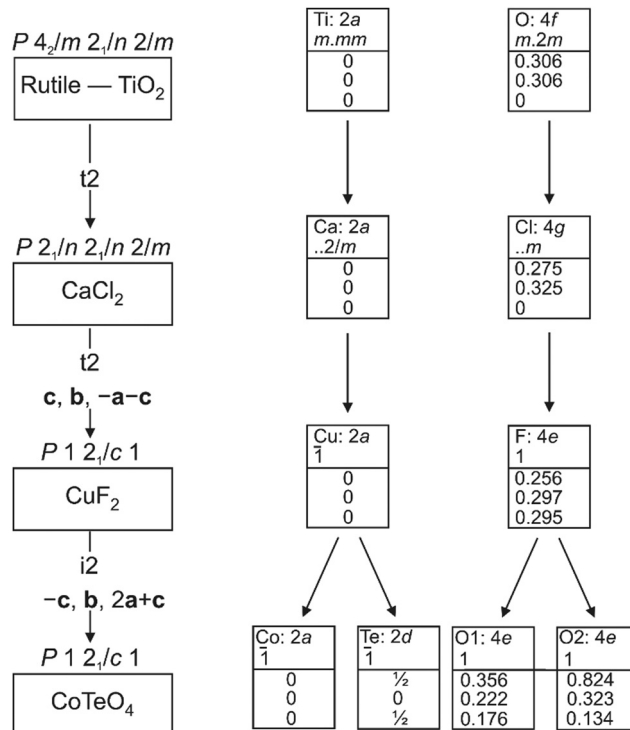 P 4₂/m 2₁/n 2/m
Rutile — TiO₂
Ti: 2a
m.mm
0
0
0
O: 4f
m.2m
0.306
0.306
0
t2
P 2₁/n 2₁/n 2/m
CaCl₂
Ca: 2a
..2/m
0
0
0
Cl: 4g
..m
0.275
0.325
0
t2
c, b, −a−c
P 1 2₁/c 1
CuF₂
Cu: 2a
1̅
0
0
0
F: 4e
1
0.256
0.297
0.295
i2
−c, b, 2a+c
P 1 2₁/c 1
CoTeO₄
Co: 2a
1̅
0
0
0
Te: 2d
1̅
½
0
½
O1: 4e
1
0.356
0.222
0.176
O2: 4e
1
0.824
0.323
0.134